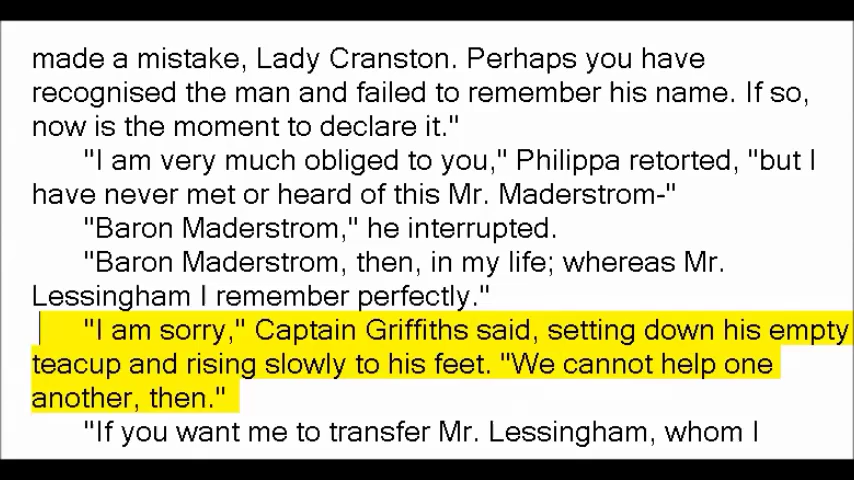 made a mistake, Lady Cranston. Perhaps you have
recognised the man and failed to remember his name. If so,
now is the moment to declare it."
"I am very much obliged to you," Philippa retorted, "but I
have never met or heard of this Mr. Maderstrom-"
"Baron Maderstrom," he interrupted.
"Baron Maderstrom, then, in my life; whereas Mr.
Lessingham I remember perfectly."
"I am sorry," Captain Griffiths said, setting down his empty
teacup and rising slowly to his feet. "We cannot help one
another, then."
"If you want me to transfer Mr. Lessingham, whom I